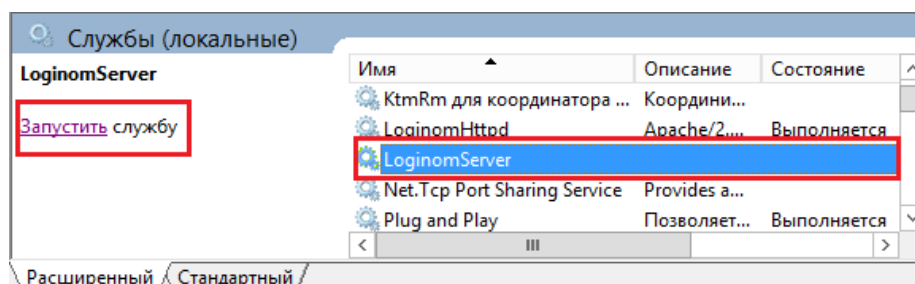 Службы (локальные)
LoginomServer
Запустить службу
Имя Описание Состояние
KtmRm для координатора ... Координи...
LoginomHttpd Apache/2.... Выполняется
LoginomServer
Net.Tcp Port Sharing Service Provides a...
Plug and Play Позволяет... Выполняется
Расширенный Стандартный